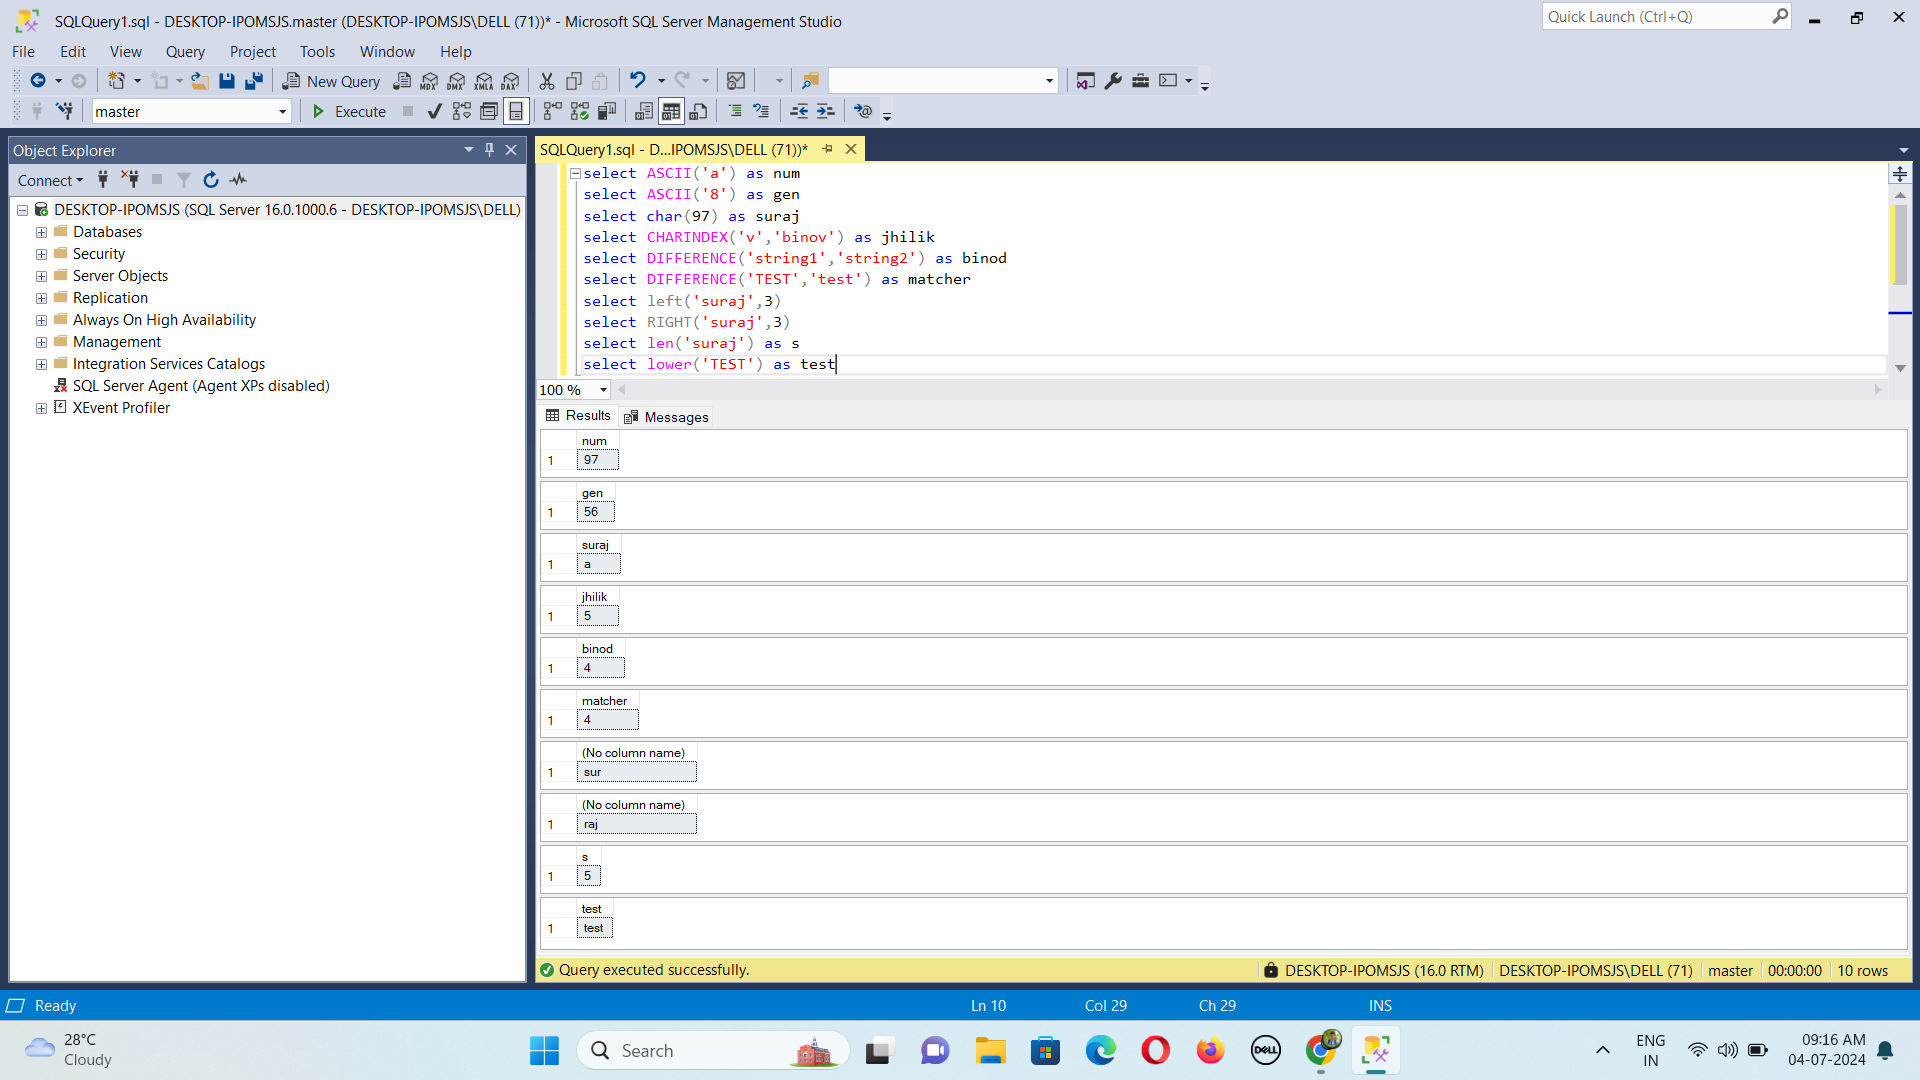 SQLQuery1.sql - DESKTOP-IPOMSJS.master (DESKTOP-IPOMSJS\DELL (71))* - Microsoft SQL Server Management Studio
Quick Launch (Ctrl+Q)
File Edit View Query Project Tools Window Help
New Query MDX DMX XMLA DAX
master Execute
Object Explorer
Connect
DESKTOP-IPOMSJS (SQL Server 16.0.1000.6 - DESKTOP-IPOMSJS\DELL)
Databases
Security
Server Objects
Replication
Always On High Availability
Management
Integration Services Catalogs
SQL Server Agent (Agent XPs disabled)
XEvent Profiler
SQLQuery1.sql - D...IPOMSJS\DELL (71))*
select ASCII('a') as num
select ASCII('8') as gen
select char(97) as suraj
select CHARINDEX('v','binov') as jhilik
select DIFFERENCE('string1','string2') as binod
select DIFFERENCE('TEST','test') as matcher
select left('suraj',3)
select RIGHT('suraj',3)
select len('suraj') as s
select lower('TEST') as test
100 %
Results Messages
num
1 97
gen
1 56
suraj
1 a
jhilik
1 5
binod
1 4
matcher
1 4
(No column name)
1 sur
(No column name)
1 raj
s
1 5
test
1 test
Query executed successfully. DESKTOP-IPOMSJS (16.0 RTM) DESKTOP-IPOMSJS\DELL (71) master 00:00:00 10 rows
Ready Ln 10 Col 29 Ch 29 INS
28°C
Cloudy
Search
DELL
ENG
IN
09:16 AM
04-07-2024